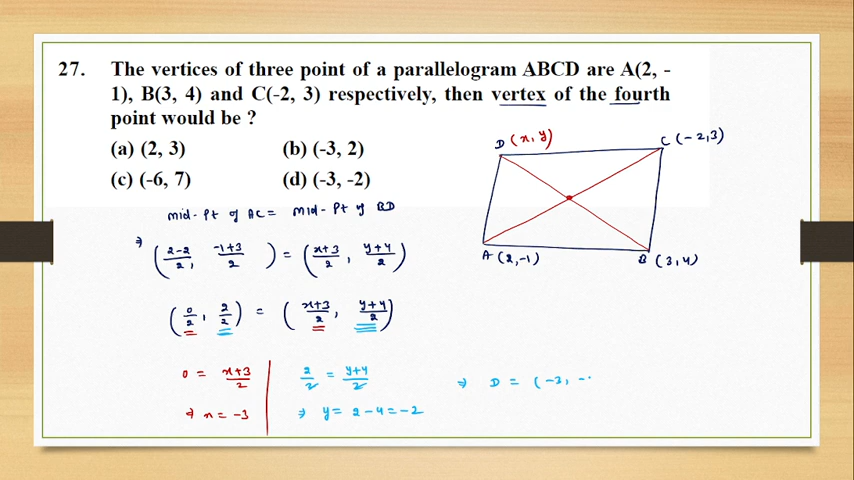 27. The vertices of three point of a parallelogram ABCD are A(2, -
1), B(3, 4) and C(-2, 3) respectively, then vertex of the fourth
point would be ?
(a) (2, 3) (b) (-3, 2)
(c) (-6, 7) (d) (-3, -2)
D (x, y)
C (-2,3)
A (2,-1)
B (3,4)
mid-Pt of AC = mid-Pt of BD
⇒ (2-2/2, -1+3/2) = (x+3/2, y+4/2)
(0/2, 2/2) = (x+3/2, y+4/2)
0 = x+3/2
⇒ x = -3
2/2 = y+4/2
⇒ y = 2-4 = -2
⇒ D = (-3, -